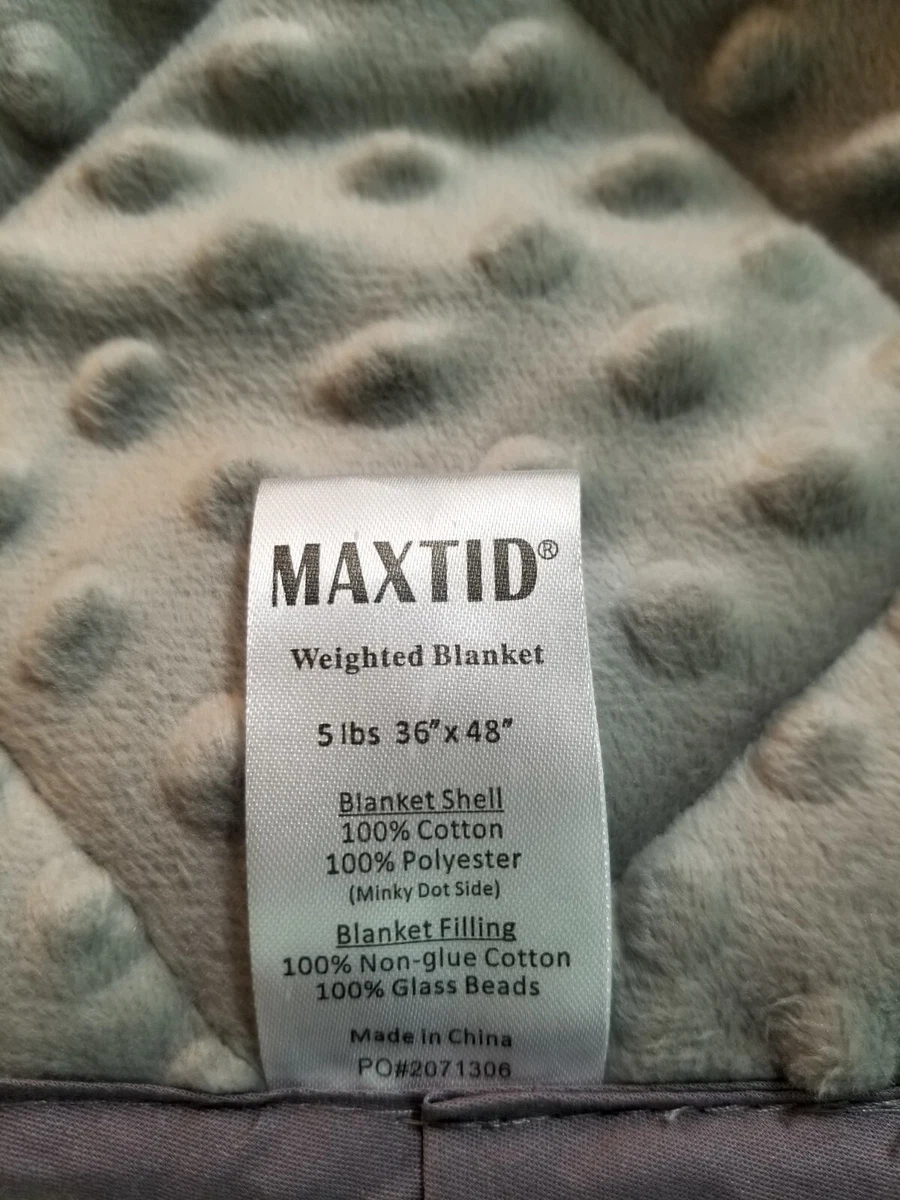 MAXTID®
Weighted Blanket
5 lbs 36”x 48”
Blanket Shell
100% Cotton
100% Polyester
(Minky Dot Side)
Blanket Filling
100% Non-glue Cotton
100% Glass Beads
Made in China
PO#2071306